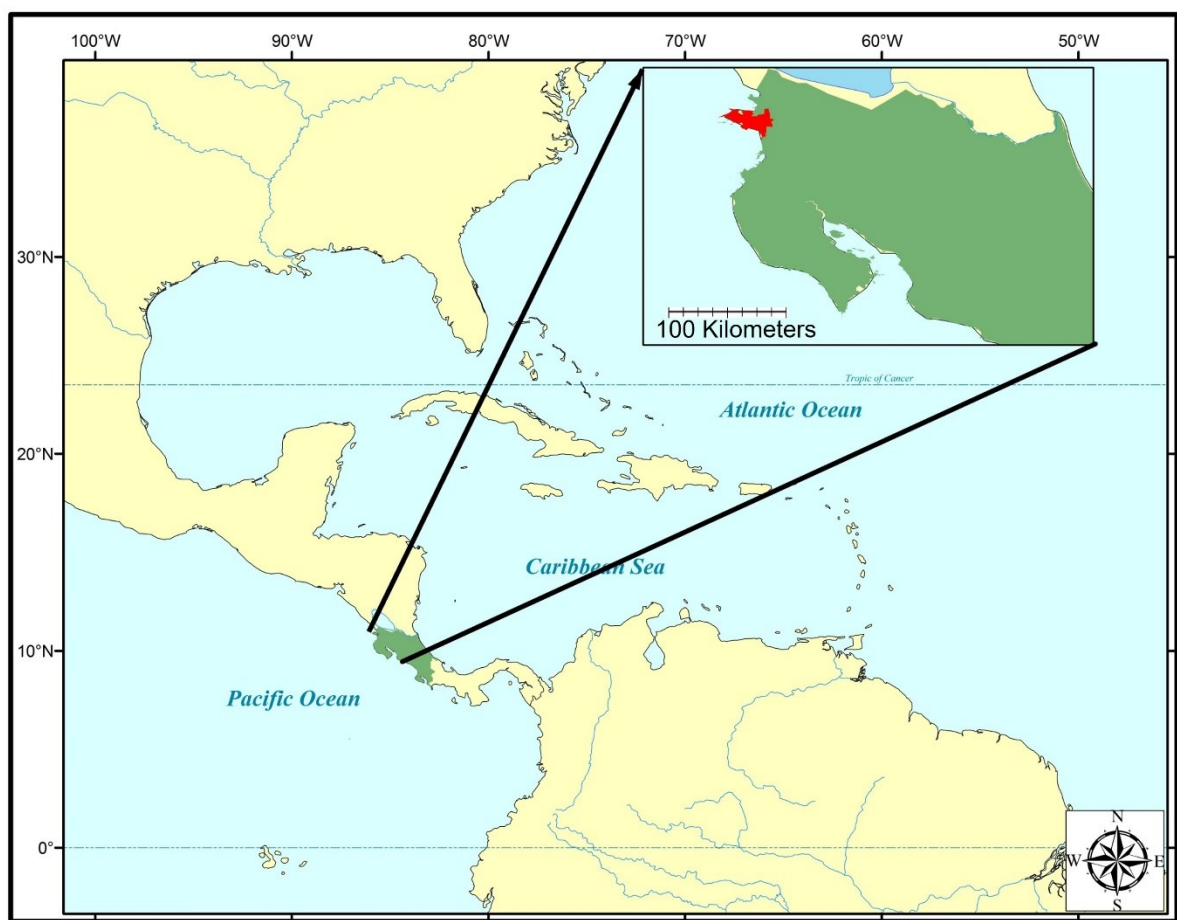 100°W 90°W 80°W 70°W 60°W 50°W
30°N
100 Kilometers
Tropic of Cancer
Atlantic Ocean
20°N
Caribbean Sea
10°N
Pacific Ocean
N
0°
W E
S